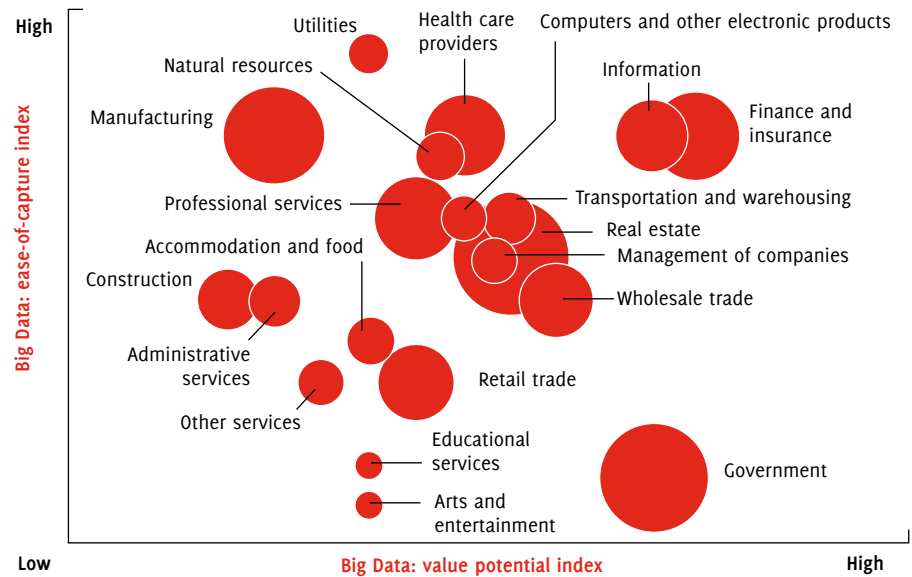 High
Big Data: ease-of-capture index
Utilities
Health care
providers
Computers and other electronic products
Natural resources
Information
Manufacturing
Finance and
insurance
Professional services
Transportation and warehousing
Real estate
Accommodation and food
Management of companies
Construction
Wholesale trade
Administrative
services
Retail trade
Other services
Educational
services
Government
Arts and
entertainment
Low
Big Data: value potential index
High